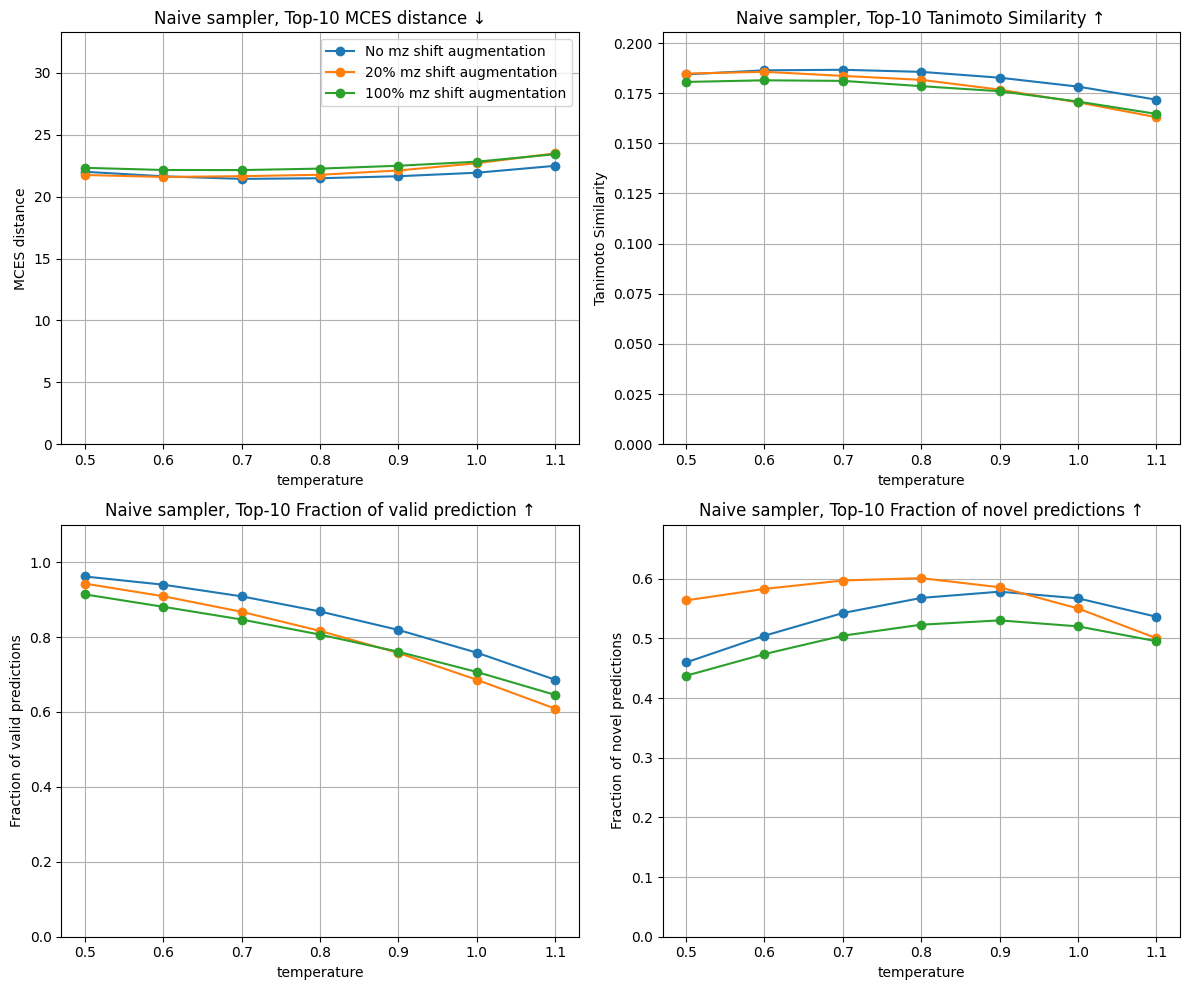 Naive sampler, Top-10 MCES distance ↓
No mz shift augmentation
20% mz shift augmentation
100% mz shift augmentation
MCES distance
30
25
20
15
10
5
0
0.5 0.6 0.7 0.8 0.9 1.0 1.1
temperature
Naive sampler, Top-10 Tanimoto Similarity ↑
Tanimoto Similarity
0.200
0.175
0.150
0.125
0.100
0.075
0.050
0.025
0.000
0.5 0.6 0.7 0.8 0.9 1.0 1.1
temperature
Naive sampler, Top-10 Fraction of valid prediction ↑
Fraction of valid predictions
1.0
0.8
0.6
0.4
0.2
0.0
0.5 0.6 0.7 0.8 0.9 1.0 1.1
temperature
Naive sampler, Top-10 Fraction of novel predictions ↑
Fraction of novel predictions
0.6
0.5
0.4
0.3
0.2
0.1
0.0
0.5 0.6 0.7 0.8 0.9 1.0 1.1
temperature